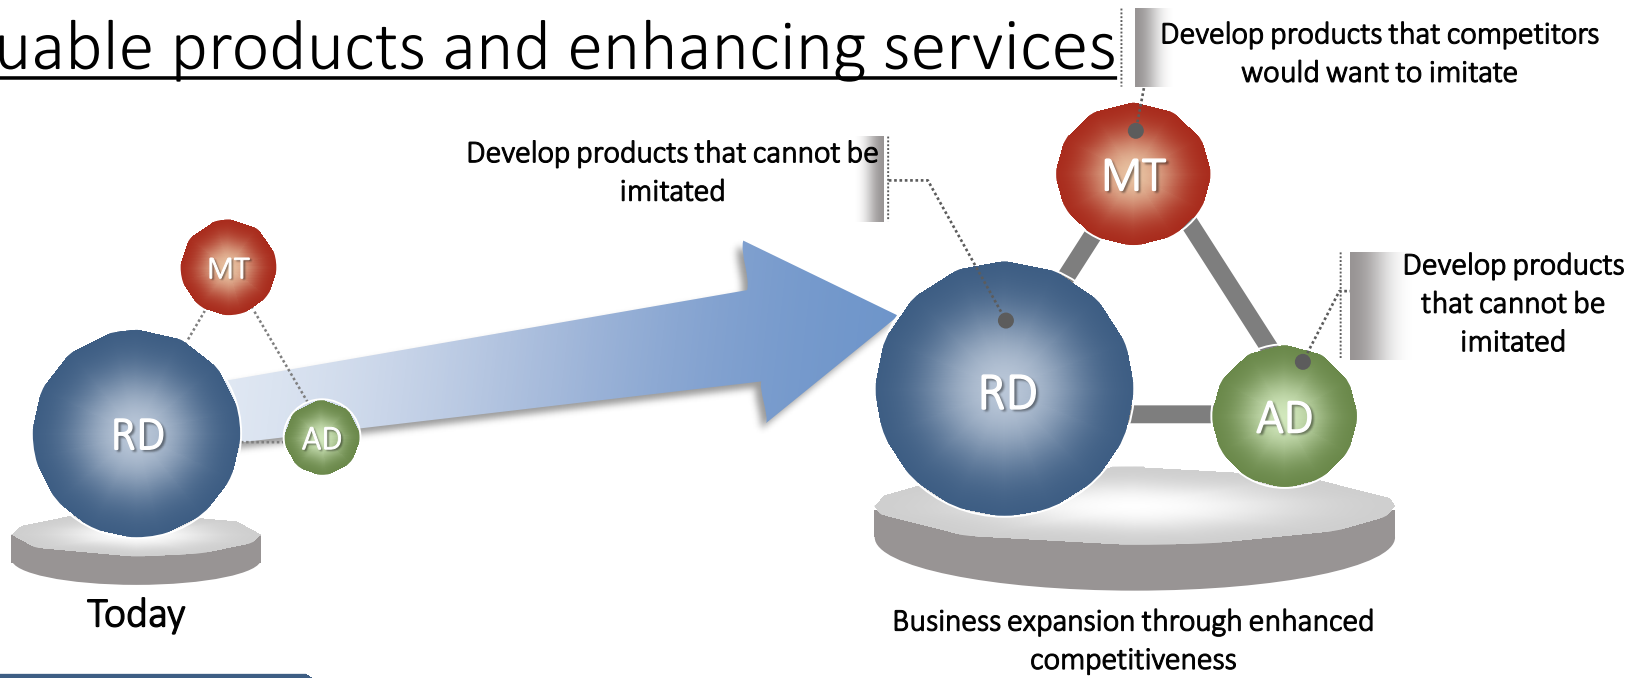 uable products and enhancing services
Develop products that competitors
would want to imitate
Develop products that cannot be
imitated
MT
MT
Develop products
that cannot be
imitated
RD
AD
RD
AD
Today
Business expansion through enhanced
competitiveness